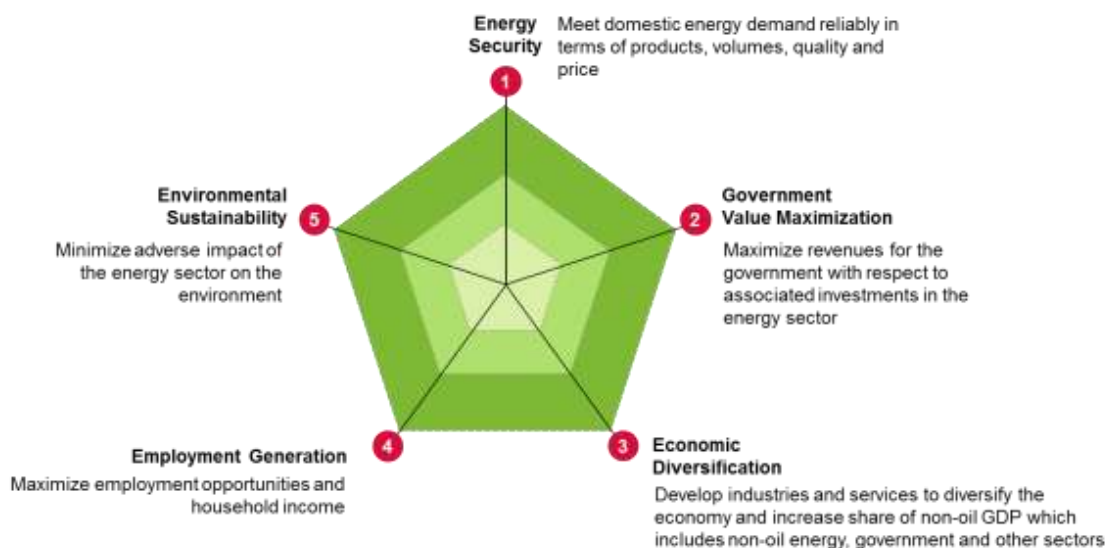 Energy
Security
Meet domestic energy demand reliably in
terms of products, volumes, quality and
price
1
Government
Value Maximization
2
Maximize revenues for the
government with respect to
associated investments in the
energy sector
3
Economic
Diversification
Develop industries and services to diversify the
economy and increase share of non-oil GDP which
includes non-oil energy, government and other sectors
4
Employment Generation
Maximize employment opportunities and
household income
Environmental
Sustainability
5
Minimize adverse impact of
the energy sector on the
environment